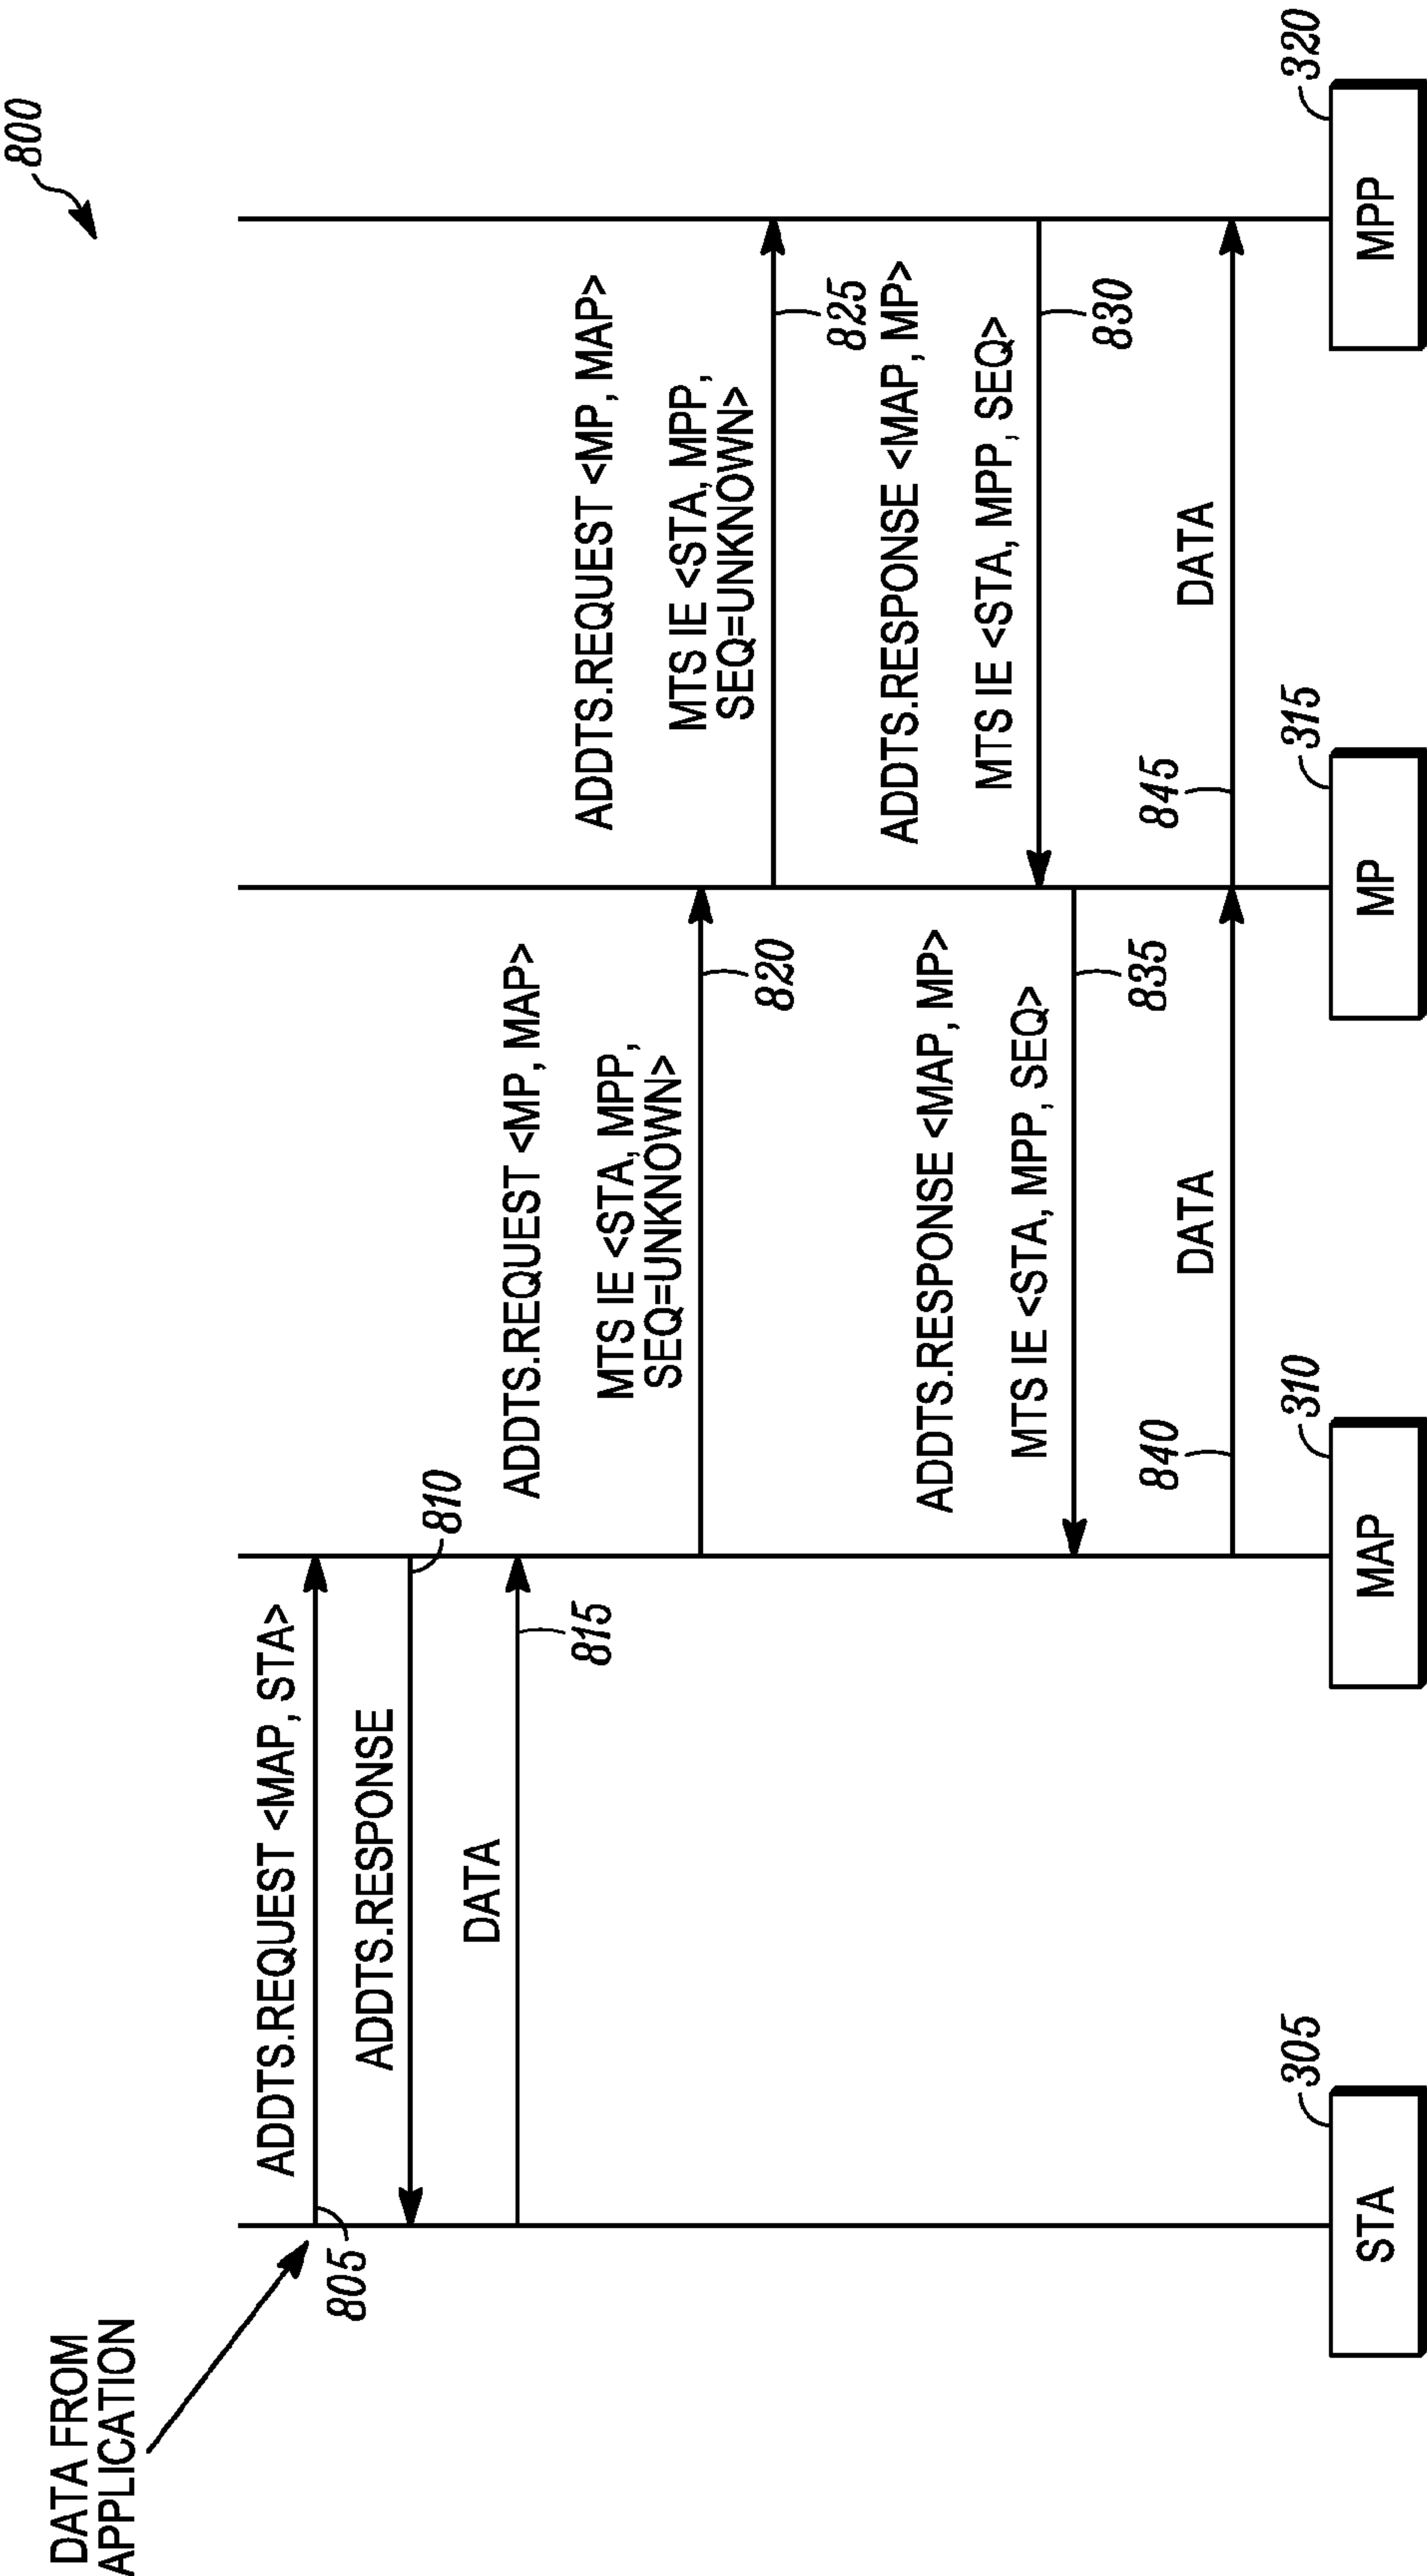 800
DATA FROM
APPLICATION
805
ADDTS.REQUEST <MAP, STA>
ADDTS.RESPONSE
810
DATA
815
ADDTS.REQUEST <MP, MAP>
MTS IE <STA, MPP,
SEQ=UNKNOWN>
820
ADDTS.REQUEST <MP, MAP>
MTS IE <STA, MPP,
SEQ=UNKNOWN>
825
ADDTS.RESPONSE <MAP, MP>
MTS IE <STA, MPP, SEQ>
830
ADDTS.RESPONSE <MAP, MP>
MTS IE <STA, MPP, SEQ>
835
DATA
840
DATA
845
STA
305
MAP
310
MP
315
MPP
320